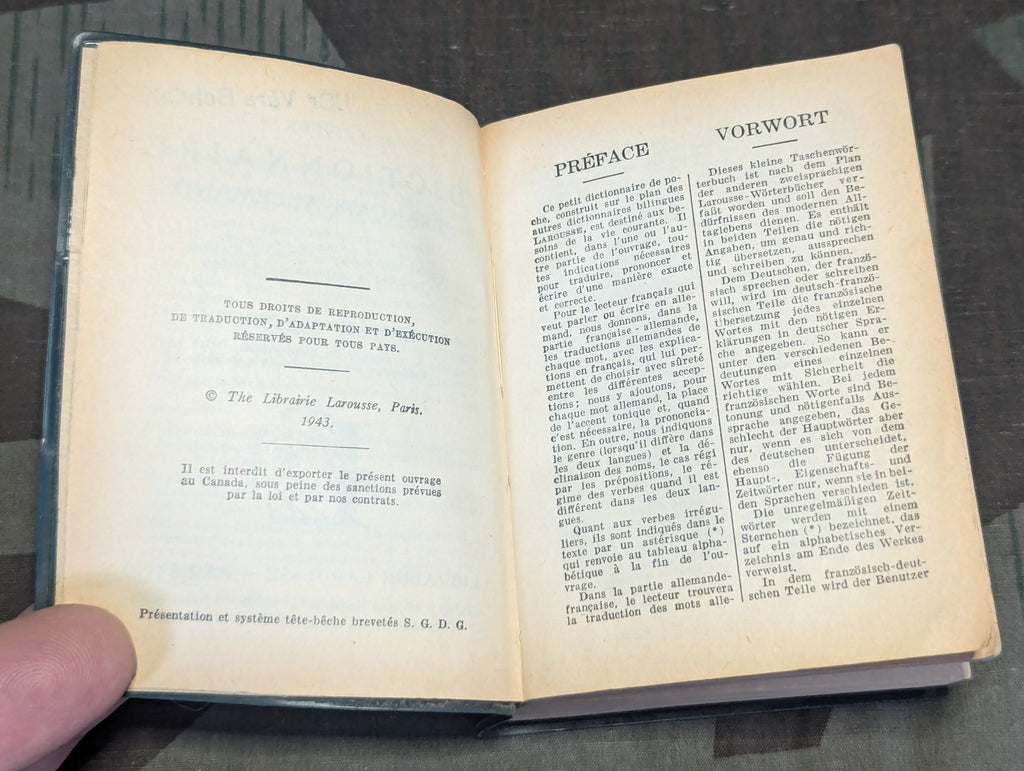 TOUS DROITS DE REPRODUCTION,
DE TRADUCTION, D'ADAPTATION ET D'EXÉCUTION
RÉSERVÉS POUR TOUS PAYS.
© The Librairie Larousse, Paris.
1943.
Il est interdit d'exporter le présent ouvrage
au Canada, sous peine des sanctions prévues
par la loi et par nos contrats.
Présentation et système tête-bêche brevetés S. G. D. G.
PRÉFACE
Ce petit dictionnaire de po-
che, construit sur le plan des
autres dictionnaires bilingues
LAROUSSE, est destiné aux be-
soins de la vie courante. Il
contient, dans l'une ou l'au-
tre partie de l'ouvrage, tou-
tes indications nécessaires
pour traduire, prononcer et
écrire d'une manière exacte
et correcte.
Pour le lecteur français qui
veut parler ou écrire en alle-
mand, nous donnons, dans la
partie française-allemande,
les traductions allemandes de
chaque mot, avec les explica-
tions en français, qui lui per-
mettent de choisir avec sûreté
entre les différentes accep-
tions; nous y ajoutons, pour
chaque mot allemand, la place
de l'accent tonique et, quand
c'est nécessaire, la prononcia-
tion. En outre, nous indiquons
le genre (lorsqu'il diffère dans
les deux langues) et la dé-
clinaison des noms, le cas régi
par les prépositions, le ré-
gime des verbes quand il est
différent dans les deux lan-
gues.
Quant aux verbes irrégu-
liers, ils sont indiqués dans le
texte par un astérisque (*)
qui renvoie au tableau alpha-
bétique à la fin de l'ou-
vrage.
Dans la partie allemande-
française, le lecteur trouvera
la traduction des mots alle-
VORWORT
Dieses kleine Taschenwör-
terbuch ist nach dem Plan
der anderen zweisprachigen
Larousse-Wörterbücher ver-
faßt worden und soll den Be-
dürfnissen des modernen All-
taglebens dienen. Es enthält
in beiden Teilen die nötigen
Angaben, um genau und rich-
tig übersetzen, aussprechen
und schreiben zu können.
Dem Deutschen, der franzö-
sisch sprechen oder schreiben
will, wird im deutsch-franzö-
sischen Teile die französische
Übersetzung jedes einzelnen
Wortes mit den nötigen Er-
klärungen in deutscher Spra-
che angegeben. So kann er
unter den verschiedenen Be-
deutungen eines einzelnen
Wortes mit Sicherheit die
richtige wählen. Bei jedem
französischen Worte sind Be-
tonung und nötigenfalls Aus-
sprache angegeben, das Ge-
schlecht der Hauptwörter aber
nur, wenn es sich von dem
des deutschen unterscheidet,
ebenso die Fügung der
Haupt-, Eigenschafts- und
Zeitwörter nur, wenn sie in bei-
den Sprachen verschieden ist.
Die unregelmäßigen Zeit-
wörter werden mit einem
Sternchen (*) bezeichnet, das
auf ein alphabetisches Ver-
zeichnis am Ende des Werkes
verweist.
In dem französisch-deut-
schen Teile wird der Benutzer